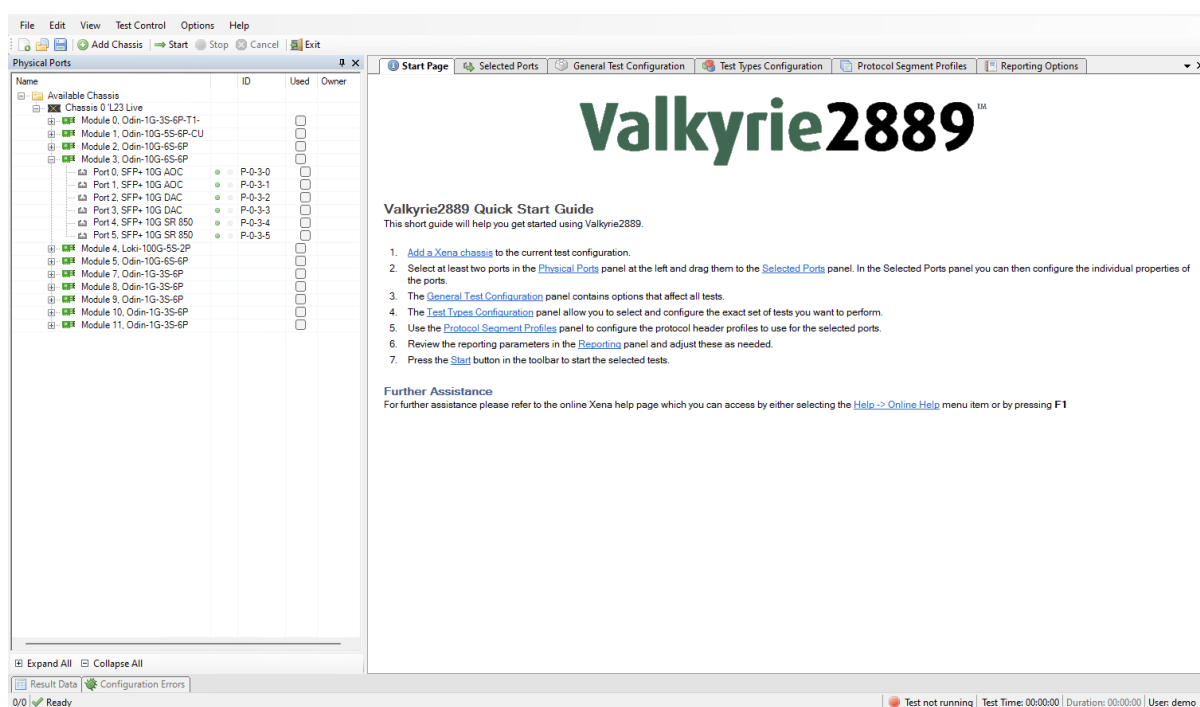 File Edit View Test Control Options Help
Add Chassis Start Stop Cancel Exit
Physical Ports
Name ID Used Owner
Available Chassis
Chassis 0 'L23 Live
Module 0, Odin-1G-3S-6P-T1-
Module 1, Odin-10G-5S-6P-CU
Module 2, Odin-10G-6S-6P
Module 3, Odin-10G-6S-6P
Port 0, SFP+ 10G AOC P-0-3-0
Port 1, SFP+ 10G AOC P-0-3-1
Port 2, SFP+ 10G DAC P-0-3-2
Port 3, SFP+ 10G DAC P-0-3-3
Port 4, SFP+ 10G SR 850 P-0-3-4
Port 5, SFP+ 10G SR 850 P-0-3-5
Module 4, Loki-100G-5S-2P
Module 5, Odin-10G-6S-6P
Module 7, Odin-1G-3S-6P
Module 8, Odin-1G-3S-6P
Module 9, Odin-1G-3S-6P
Module 10, Odin-1G-3S-6P
Module 11, Odin-1G-3S-6P
Expand All Collapse All
Start Page Selected Ports General Test Configuration Test Types Configuration Protocol Segment Profiles Reporting Options
Valkyrie2889™
Valkyrie2889 Quick Start Guide
This short guide will help you get started using Valkyrie2889.
1. Add a Xena chassis to the current test configuration.
2. Select at least two ports in the Physical Ports panel at the left and drag them to the Selected Ports panel. In the Selected Ports panel you can then configure the individual properties of
the ports.
3. The General Test Configuration panel contains options that affect all tests.
4. The Test Types Configuration panel allow you to select and configure the exact set of tests you want to perform.
5. Use the Protocol Segment Profiles panel to configure the protocol header profiles to use for the selected ports.
6. Review the reporting parameters in the Reporting panel and adjust these as needed.
7. Press the Start button in the toolbar to start the selected tests.
Further Assistance
For further assistance please refer to the online Xena help page which you can access by either selecting the Help -> Online Help menu item or by pressing F1
Result Data Configuration Errors
0/0 Ready Test not running Test Time: 00:00:00 Duration: 00:00:00 User: demo